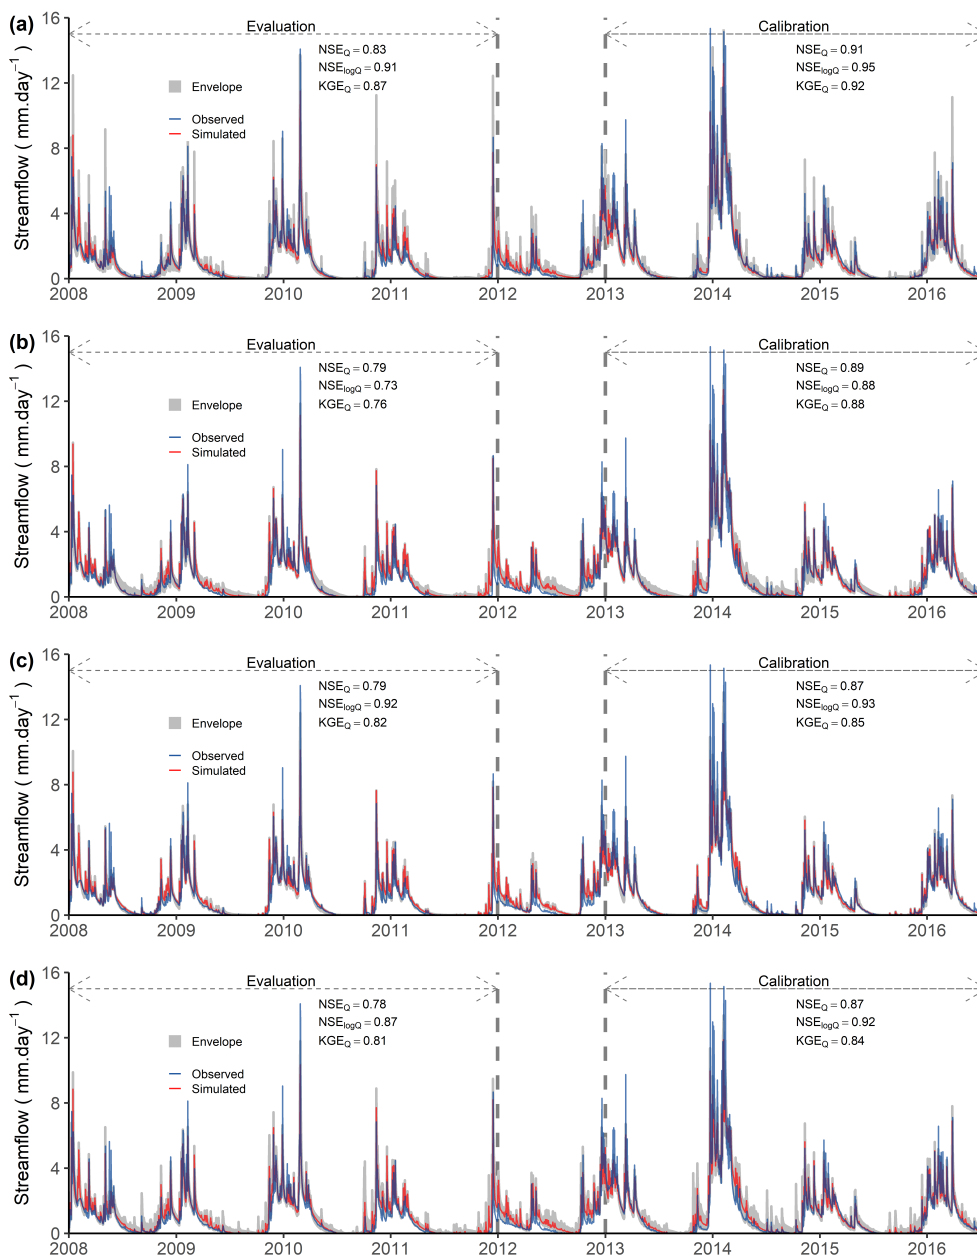 (a)
Evaluation
Calibration
NSE_Q = 0.83
NSE_logQ = 0.91
KGE_Q = 0.87
NSE_Q = 0.91
NSE_logQ = 0.95
KGE_Q = 0.92
Envelope
Observed
Simulated
Streamflow ( mm.day⁻¹ )
16
12
8
4
0
2008 2009 2010 2011 2012 2013 2014 2015 2016
(b)
Evaluation
Calibration
NSE_Q = 0.79
NSE_logQ = 0.73
KGE_Q = 0.76
NSE_Q = 0.89
NSE_logQ = 0.88
KGE_Q = 0.88
Envelope
Observed
Simulated
Streamflow ( mm.day⁻¹ )
16
12
8
4
0
2008 2009 2010 2011 2012 2013 2014 2015 2016
(c)
Evaluation
Calibration
NSE_Q = 0.79
NSE_logQ = 0.92
KGE_Q = 0.82
NSE_Q = 0.87
NSE_logQ = 0.93
KGE_Q = 0.85
Envelope
Observed
Simulated
Streamflow ( mm.day⁻¹ )
16
12
8
4
0
2008 2009 2010 2011 2012 2013 2014 2015 2016
(d)
Evaluation
Calibration
NSE_Q = 0.78
NSE_logQ = 0.87
KGE_Q = 0.81
NSE_Q = 0.87
NSE_logQ = 0.92
KGE_Q = 0.84
Envelope
Observed
Simulated
Streamflow ( mm.day⁻¹ )
16
12
8
4
0
2008 2009 2010 2011 2012 2013 2014 2015 2016